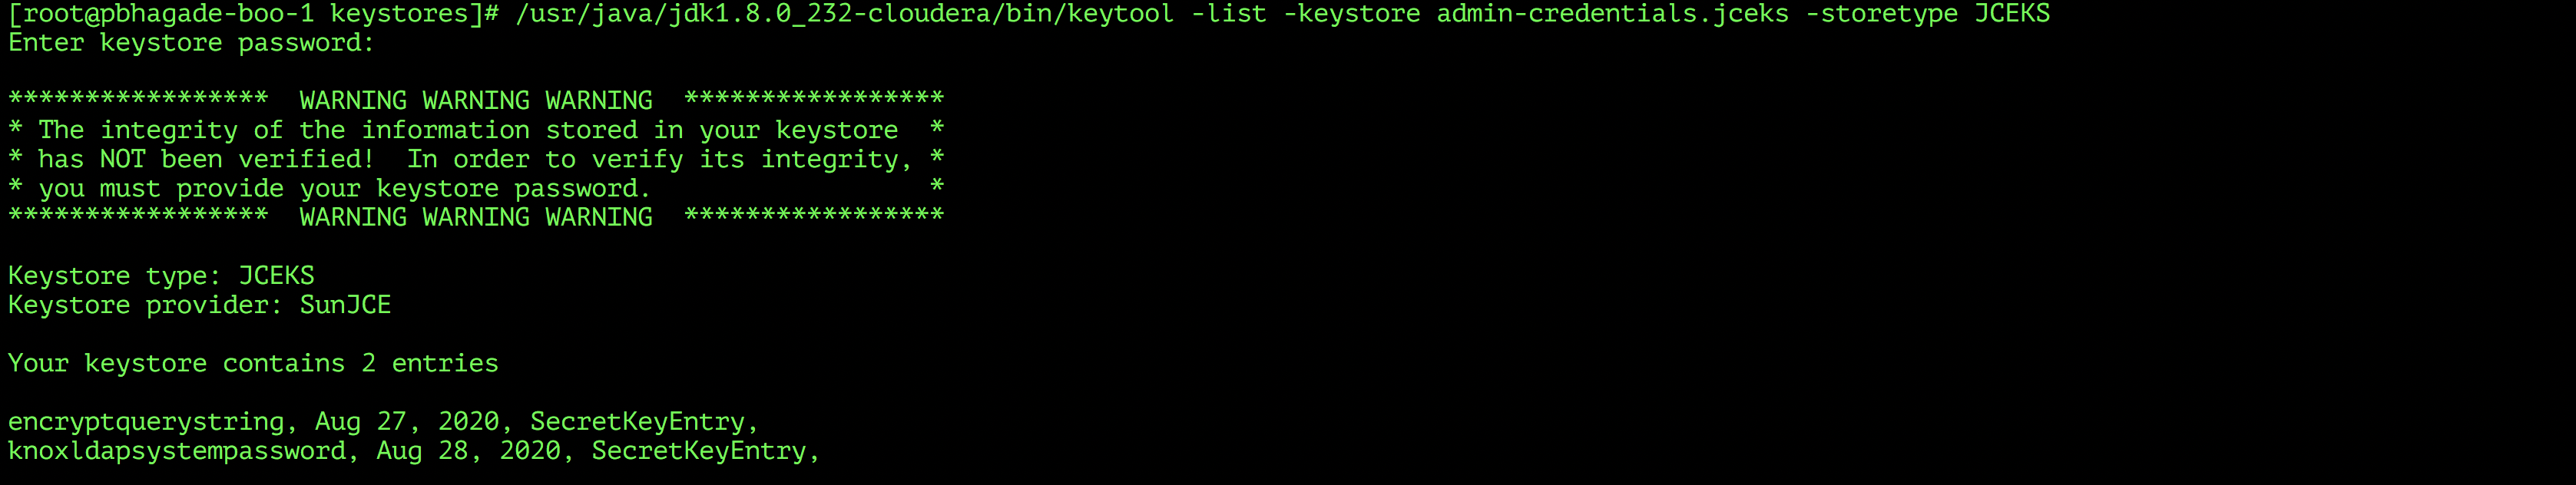 [root@pbhagade-boo-1 keystores]# /usr/java/jdk1.8.0_232-cloudera/bin/keytool -list -keystore admin-credentials.jceks -storetype JCEKS
Enter keystore password:
*****************  WARNING WARNING WARNING  *****************
* The integrity of the information stored in your keystore  *
* has NOT been verified!  In order to verify its integrity, *
* you must provide your keystore password.                  *
*****************  WARNING WARNING WARNING  *****************
Keystore type: JCEKS
Keystore provider: SunJCE
Your keystore contains 2 entries
encryptquerystring, Aug 27, 2020, SecretKeyEntry,
knoxldapsystempassword, Aug 28, 2020, SecretKeyEntry,